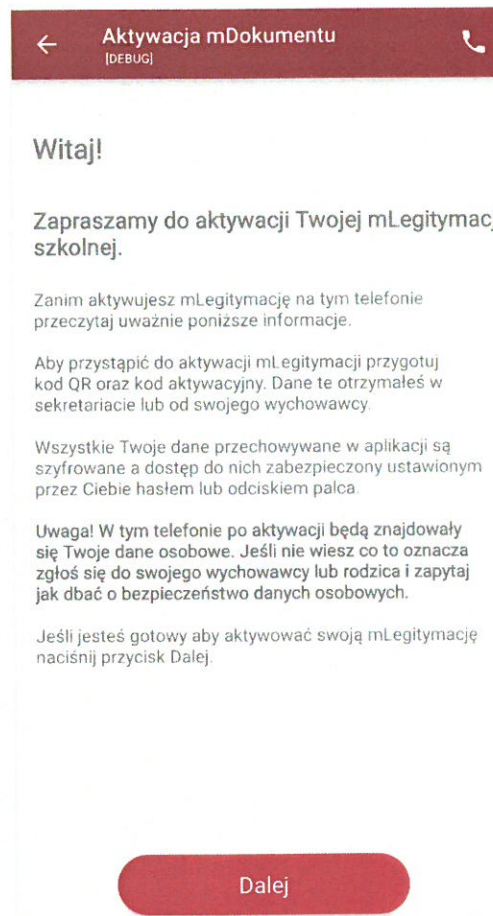 Aktywacja mDokumentu
[DEBUG]
Witaj!
Zapraszamy do aktywacji Twojej mLegitymacj
szkolnej.
Zanim aktywujesz mLegitymację na tym telefonie
przeczytaj uważnie poniższe informacje.
Aby przystąpić do aktywacji mLegitymacji przygotuj
kod QR oraz kod aktywacyjny. Dane te otrzymałeś w
sekretariacie lub od swojego wychowawcy.
Wszystkie Twoje dane przechowywane w aplikacji są
szyfrowane a dostęp do nich zabezpieczony ustawionym
przez Ciebie hasłem lub odciskiem palca.
Uwaga! W tym telefonie po aktywacji będą znajdowały
się Twoje dane osobowe. Jeśli nie wiesz co to oznacza
zgłoś się do swojego wychowawcy lub rodzica i zapytaj
jak dbać o bezpieczeństwo danych osobowych.
Jeśli jesteś gotowy aby aktywować swoją mLegitymację
naciśnij przycisk Dalej.
Dalej